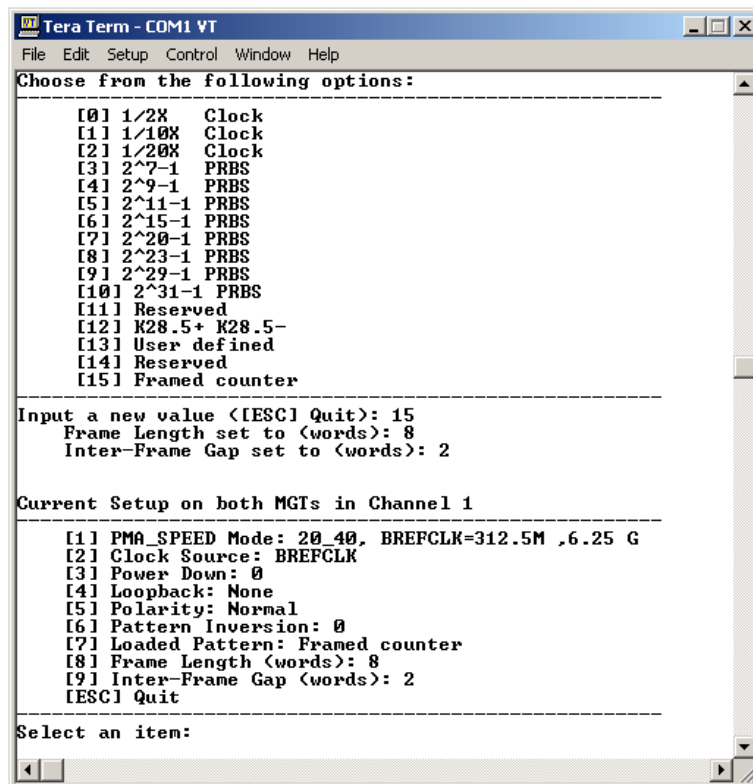 Tera Term - COM1 VT
File Edit Setup Control Window Help
Choose from the following options:
[0] 1/2X Clock
[1] 1/10X Clock
[2] 1/20X Clock
[3] 2^7-1 PRBS
[4] 2^9-1 PRBS
[5] 2^11-1 PRBS
[6] 2^15-1 PRBS
[7] 2^20-1 PRBS
[8] 2^23-1 PRBS
[9] 2^29-1 PRBS
[10] 2^31-1 PRBS
[11] Reserved
[12] K28.5+ K28.5-
[13] User defined
[14] Reserved
[15] Framed counter
Input a new value ([ESC] Quit): 15
Frame Length set to (words): 8
Inter-Frame Gap set to (words): 2
Current Setup on both MGTs in Channel 1
[1] PMA_SPEED Mode: 20_40, BREFCLK=312.5M ,6.25 G
[2] Clock Source: BREFCLK
[3] Power Down: 0
[4] Loopback: None
[5] Polarity: Normal
[6] Pattern Inversion: 0
[7] Loaded Pattern: Framed counter
[8] Frame Length (words): 8
[9] Inter-Frame Gap (words): 2
[ESC] Quit
Select an item: